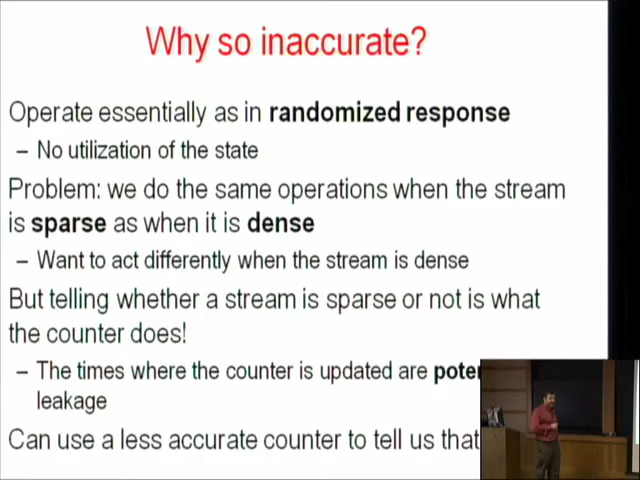 Why so inaccurate?
Operate essentially as in randomized response
– No utilization of the state
Problem: we do the same operations when the stream
is sparse as when it is dense
– Want to act differently when the stream is dense
But telling whether a stream is sparse or not is what
the counter does!
– The times where the counter is updated are
leakage
Can use a less accurate counter to tell us that